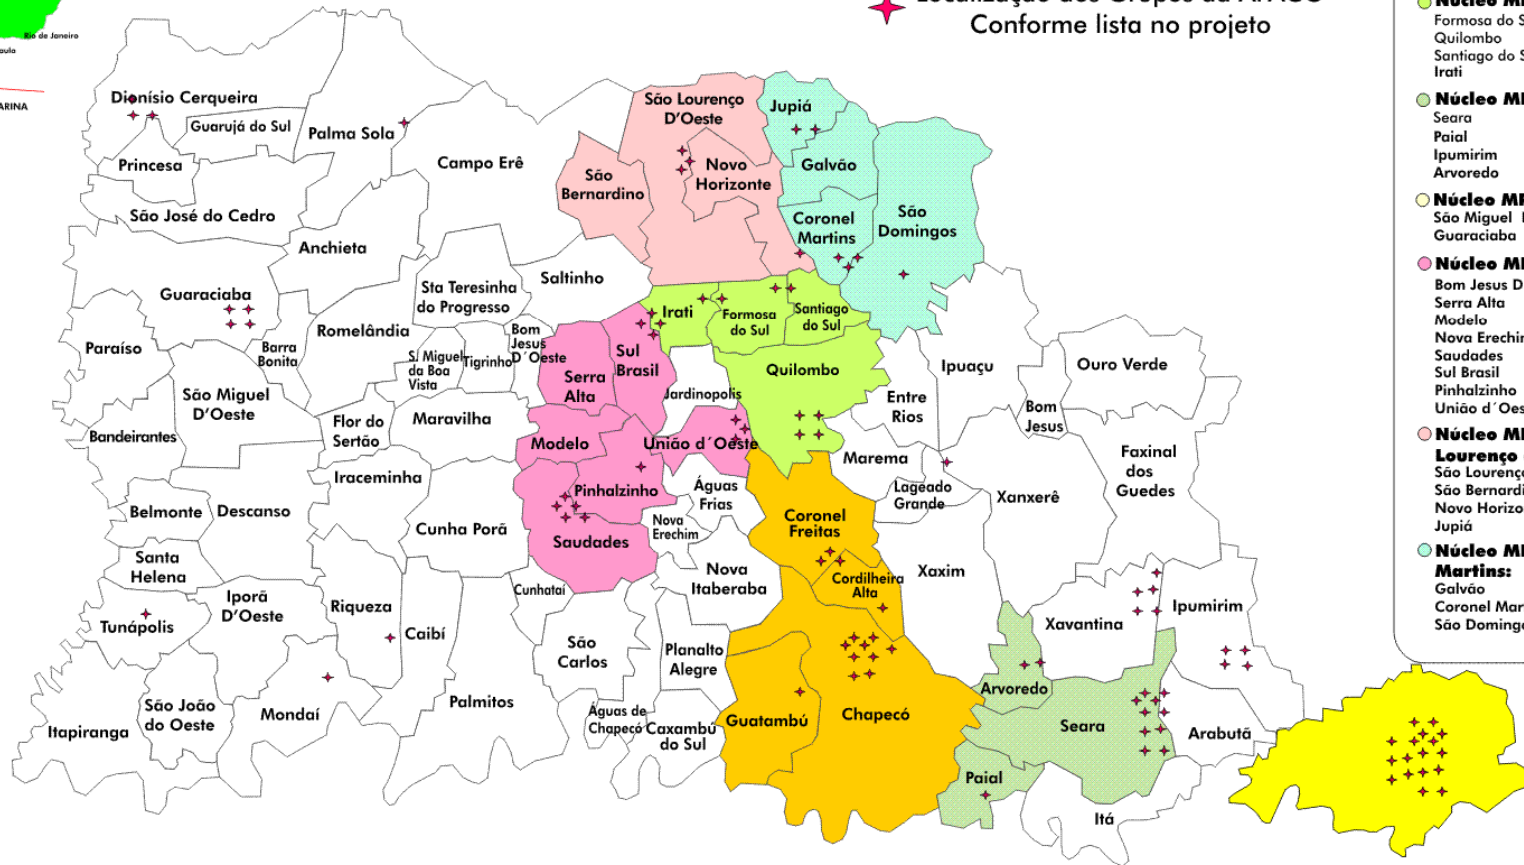 Conforme lista no projeto
Rio de Janeiro
ARINA
Dionísio Cerqueira
Guarujá do Sul
Princesa
Palma Sola
Campo Erê
São José do Cedro
Anchieta
São Lourenço
D'Oeste
Novo
Horizonte
São
Bernardino
Jupiá
Galvão
Coronel
Martins
São
Domingos
Guaraciaba
Sta Teresinha
do Progresso
Saltinho
Romelândia
Barra
Bonita
Paraíso
São Miguel
D'Oeste
Bandeirantes
S. Miguel
da Boa
Vista
Tigrinho
Bom
Jesus
D´Oeste
Serra
Alta
Sul
Brasil
Irati
Formosa
do Sul
Santiago
do Sul
Quilombo
Jardinopolis
Ipuaçu
Ouro Verde
Entre
Rios
Bom
Jesus
Flor do
Sertão
Maravilha
Modelo
União d´Oeste
Marema
Faxinal
dos
Guedes
Iraceminha
Pinhalzinho
Águas
Frias
Lageado
Grande
Xanxerê
Belmonte
Descanso
Cunha Porã
Saudades
Nova
Erechim
Coronel
Freitas
Santa
Helena
Nova
Itaberaba
Cordilheira
Alta
Xaxim
Iporã
D'Oeste
Riqueza
Cunhataí
Tunápolis
Caibí
São
Carlos
Planalto
Alegre
Xavantina
Ipumirim
Itapiranga
São João
do Oeste
Mondaí
Palmitos
Águas de
Chapecó
Caxambú
do Sul
Guatambú
Chapecó
Arvoredo
Seara
Arabutã
Paial
Itá
Núcleo
Formosa do
Quilombo
Santiago do
Irati
Núcleo
Seara
Paial
Ipumirim
Arvoredo
Núcleo
São Miguel
Guaraciaba
Núcleo
Bom Jesus
Serra Alta
Modelo
Nova Erechim
Saudades
Sul Brasil
Pinhalzinho
União
Núcleo
Lourenço
São Lourenço
São
Novo
Jupiá
Núcleo
Martins:
Galvão
Coronel
São